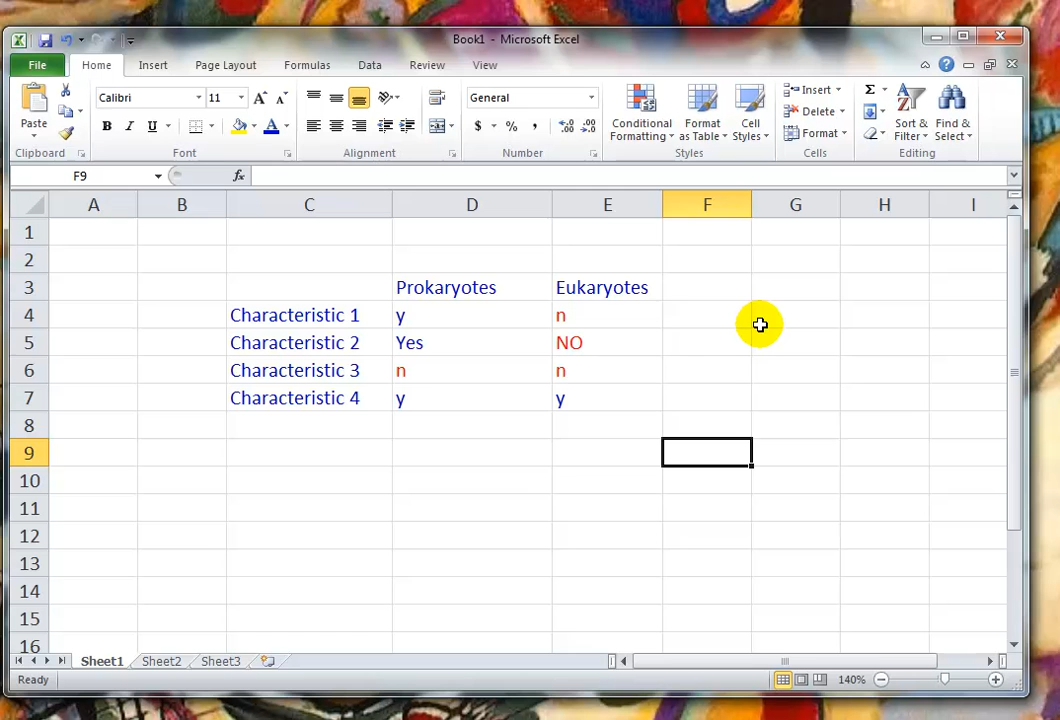 Book1 - Microsoft Excel
File Home Insert Page Layout Formulas Data Review View
Calibri 11 General Insert Σ
Paste B I U $ % , Conditional Formatting Format as Table Cell Styles Delete Format Sort & Filter Find & Select
Clipboard Font Alignment Number Styles Cells Editing
F9 fx
A B C D E F G H I
1
2
3 Prokaryotes Eukaryotes
4 Characteristic 1 y n
5 Characteristic 2 Yes NO
6 Characteristic 3 n n
7 Characteristic 4 y y
8
9
10
11
12
13
14
15
16
Sheet1 Sheet2 Sheet3
Ready 140%